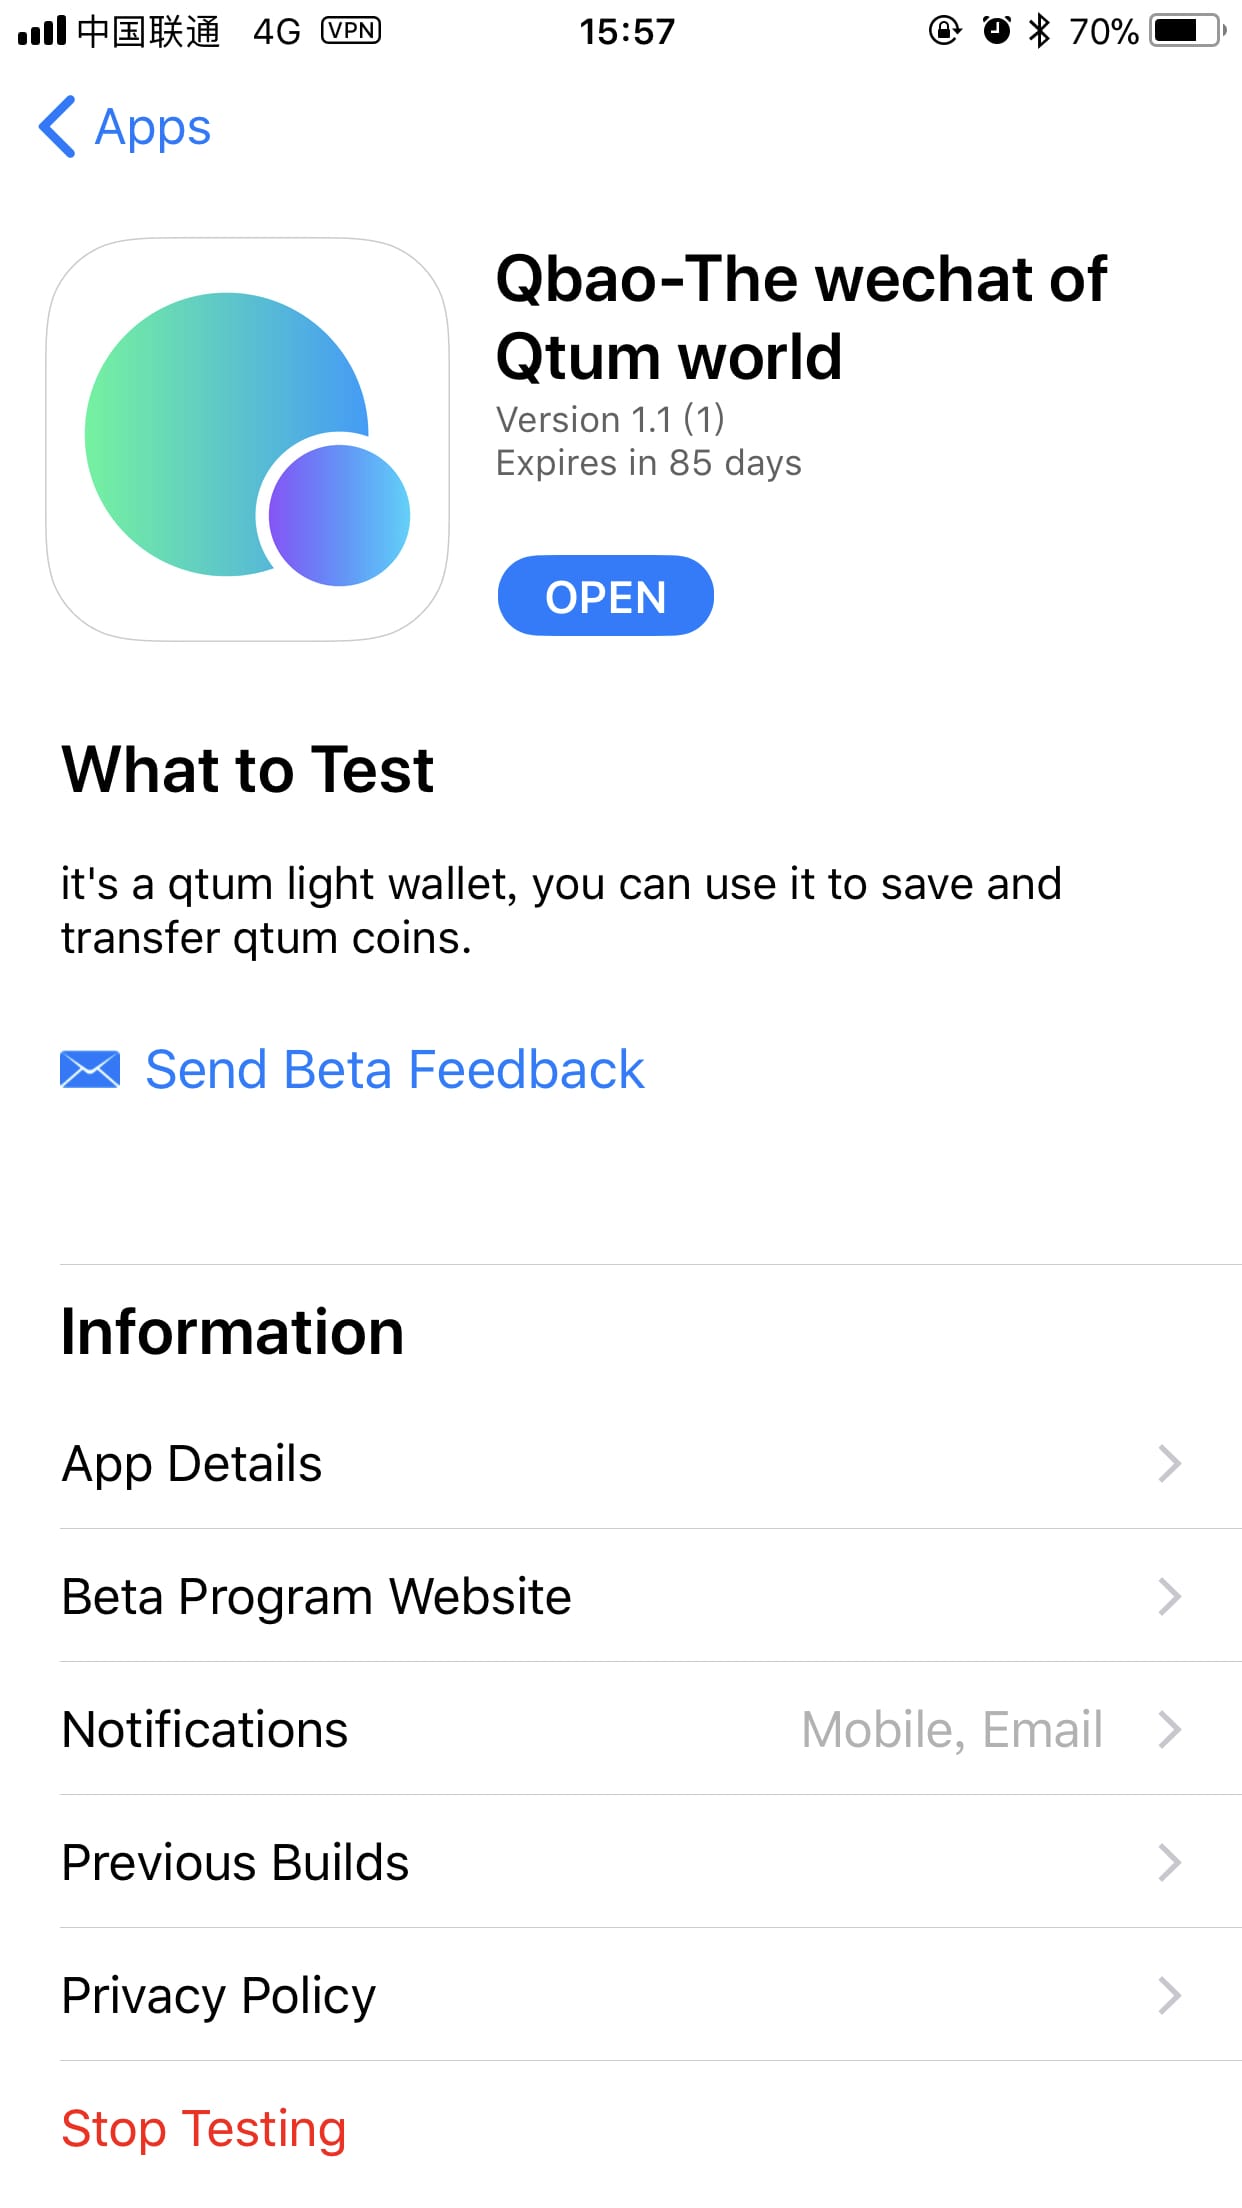 中国联通 4G VPN 15:57 70%
Apps
Qbao-The wechat of
Qtum world
Version 1.1 (1)
Expires in 85 days
OPEN
What to Test
it's a qtum light wallet, you can use it to save and
transfer qtum coins.
Send Beta Feedback
Information
App Details
Beta Program Website
Notifications Mobile, Email
Previous Builds
Privacy Policy
Stop Testing